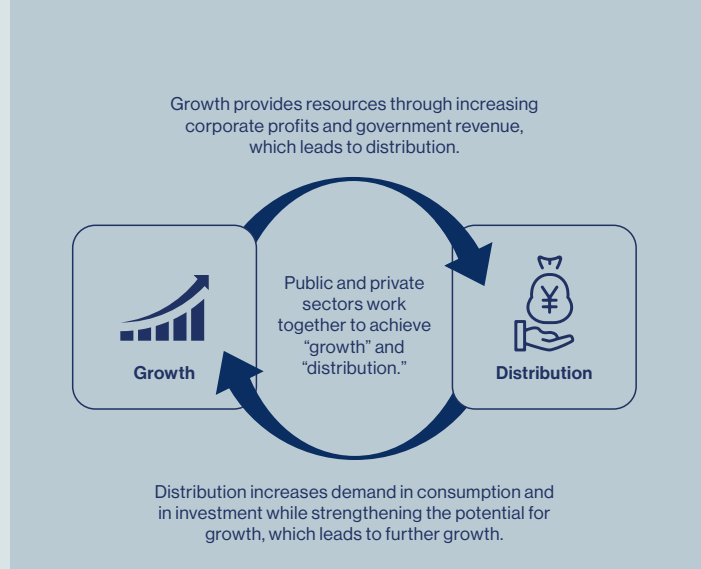 Growth provides resources through increasing
corporate profits and government revenue,
which leads to distribution.
Public and private
sectors work
together to achieve
“growth” and
“distribution.”
Growth
¥
Distribution
Distribution increases demand in consumption and
in investment while strengthening the potential for
growth, which leads to further growth.